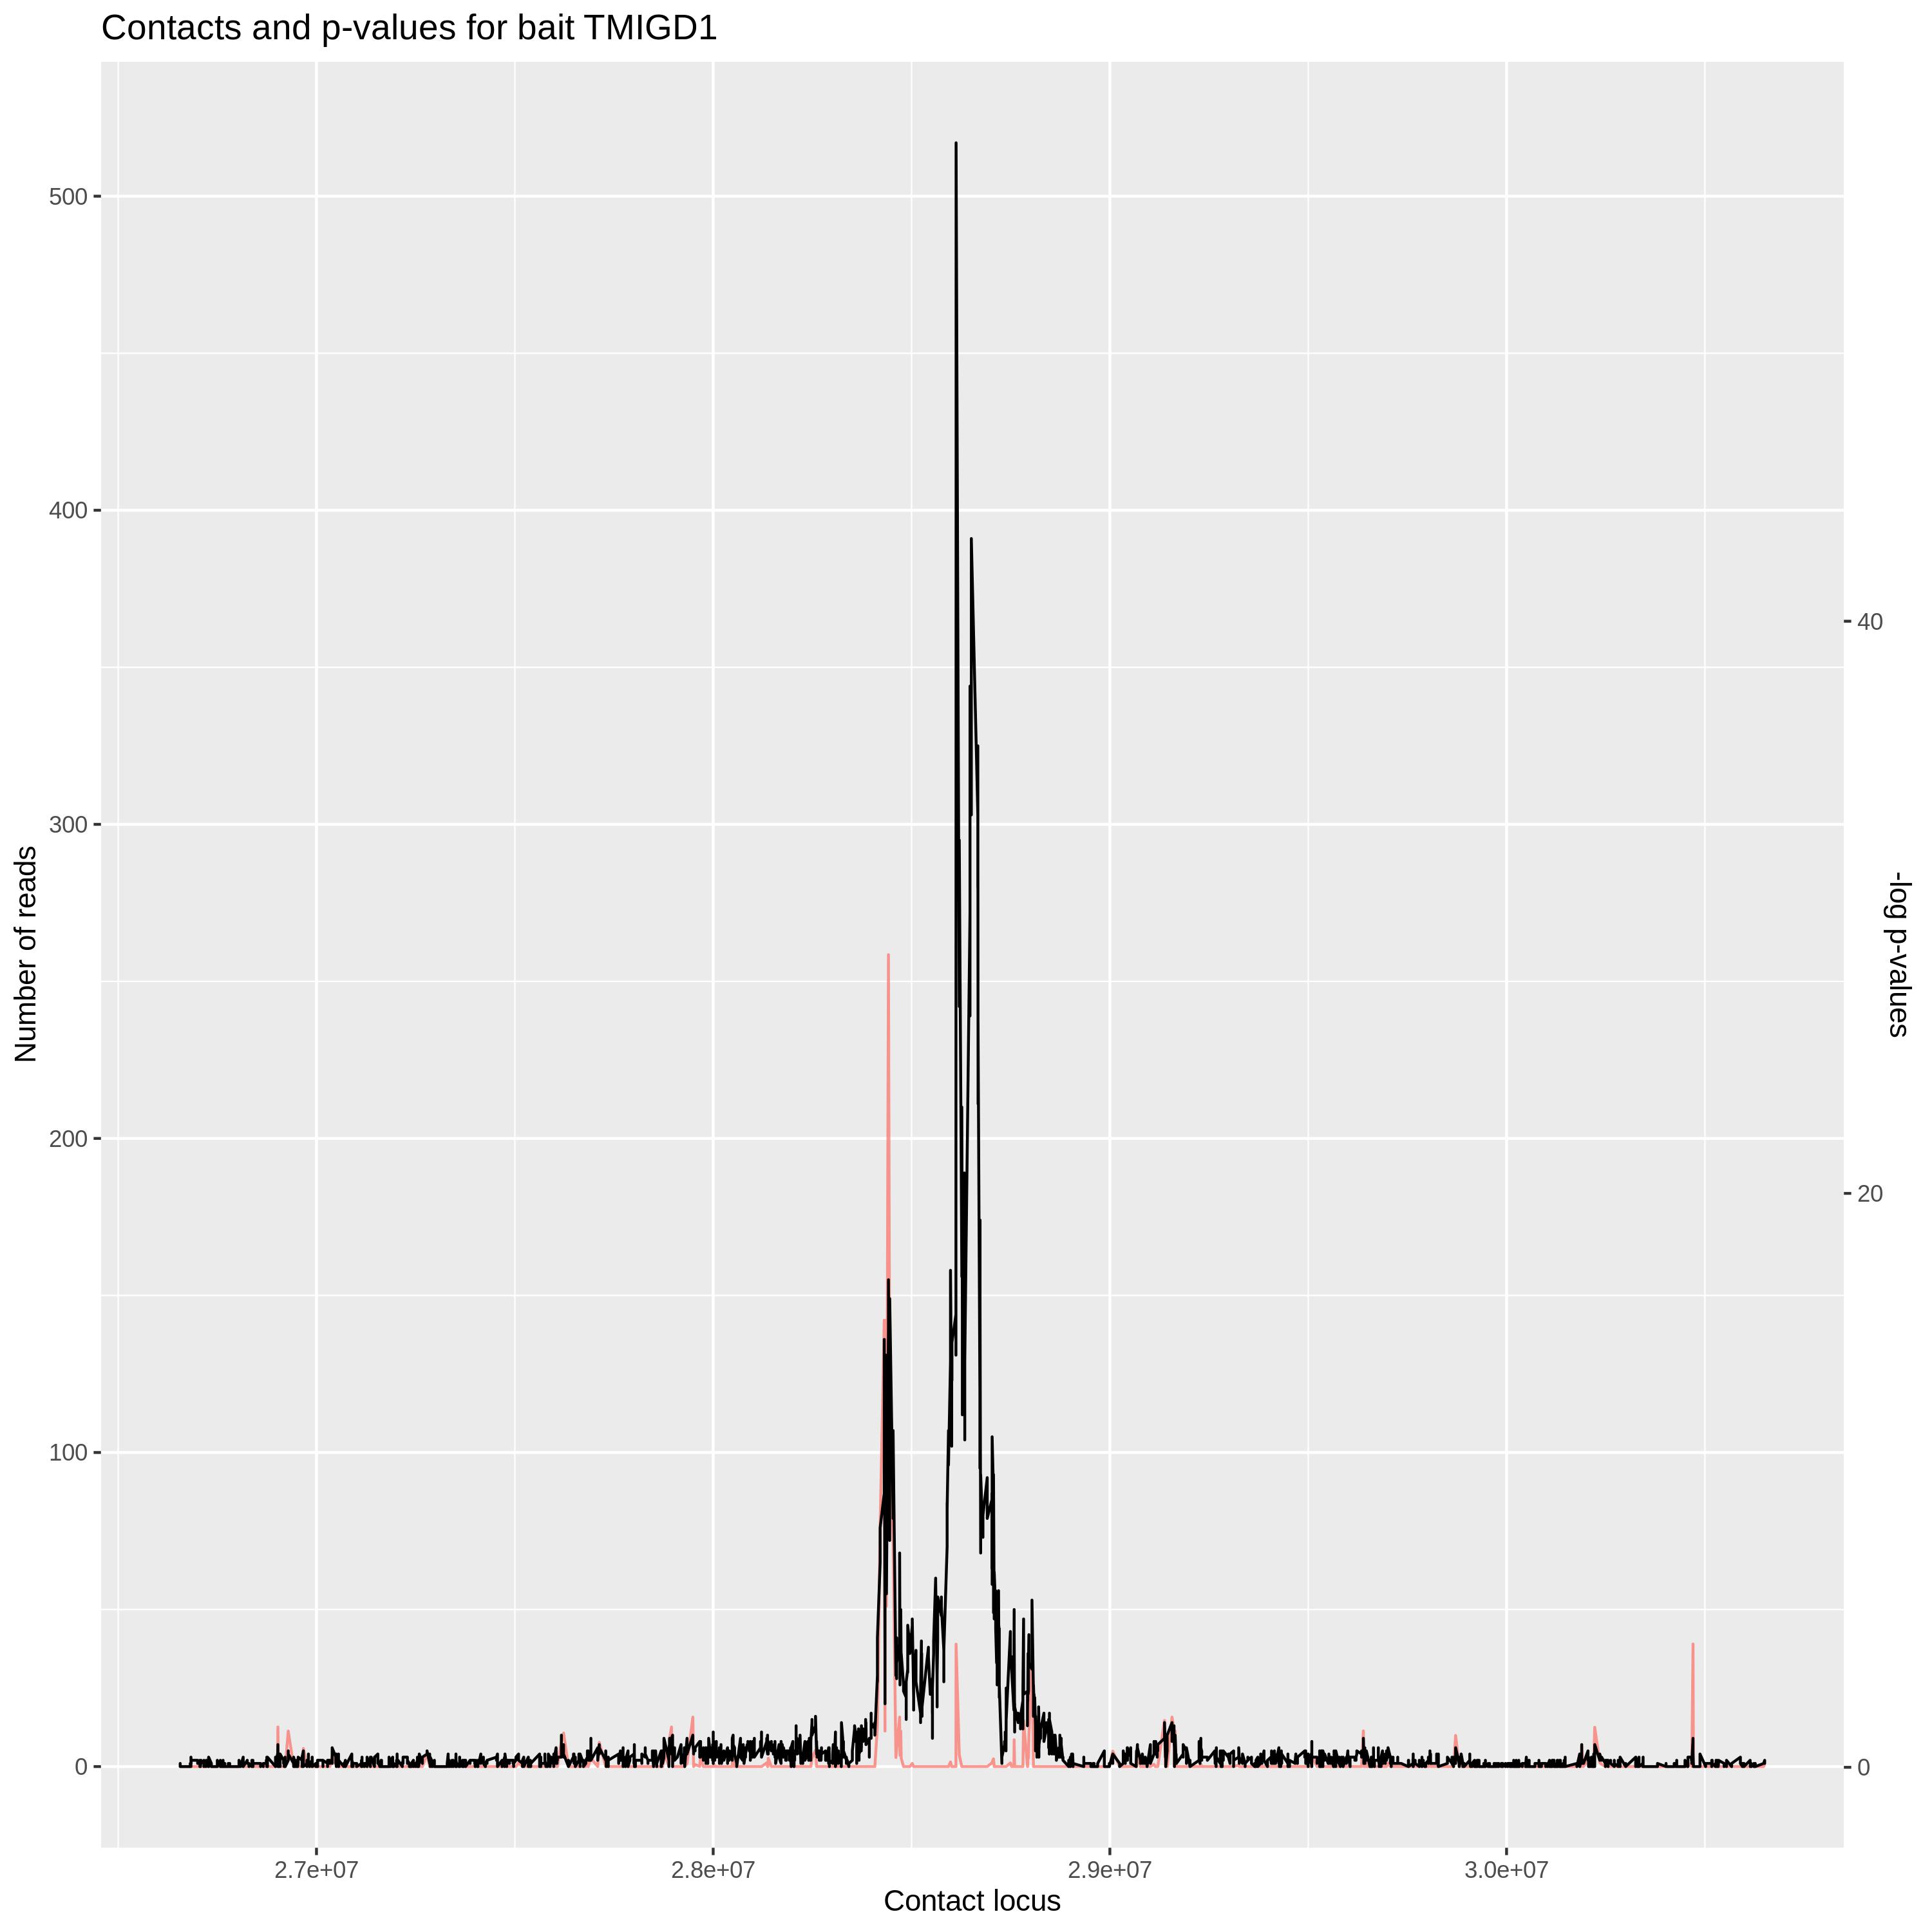 Contacts and p-values for bait TMIGD1
Number of reads
500
400
300
200
100
0
40
20
0
-log p-values
2.7e+07
2.8e+07
2.9e+07
3.0e+07
Contact locus